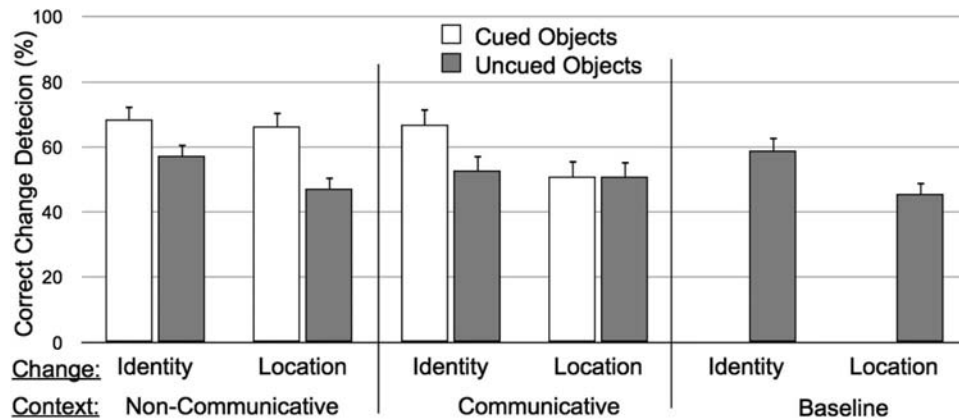 Correct Change Detecion (%)
100
80
60
40
20
0
Cued Objects
Uncued Objects
Change: Identity Location Identity Location Identity Location
Context: Non-Communicative Communicative Baseline